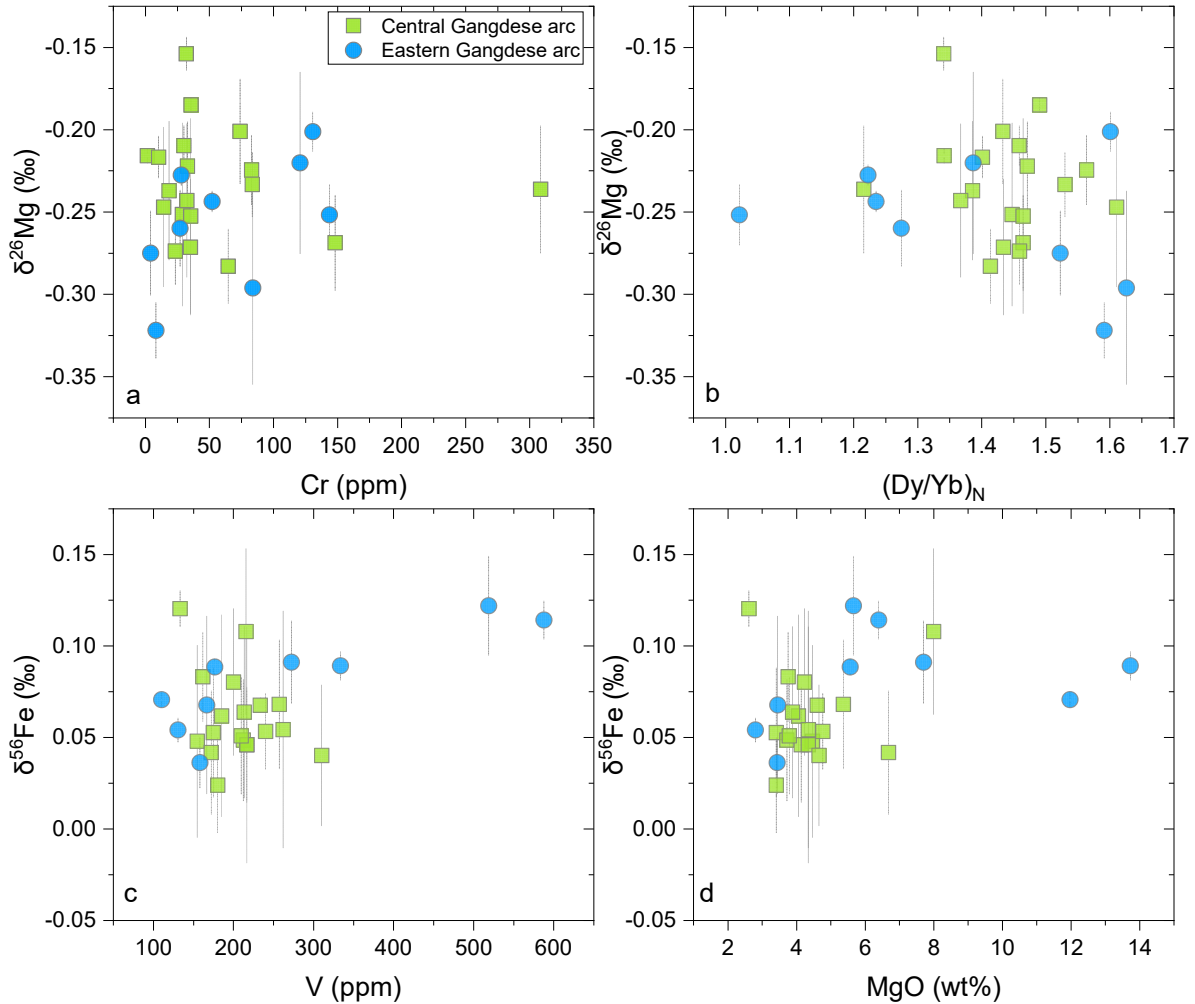 Central Gangdese arc
Eastern Gangdese arc
-0.15
-0.20
-0.25
-0.30
-0.35
δ26Mg (‰)
a
0 50 100 150 200 250 300 350
Cr (ppm)
-0.15
-0.20
-0.25
-0.30
-0.35
δ26Mg (‰)
b
1.0 1.1 1.2 1.3 1.4 1.5 1.6 1.7
(Dy/Yb)N
0.15
0.10
0.05
0.00
-0.05
δ56Fe (‰)
c
100 200 300 400 500 600
V (ppm)
0.15
0.10
0.05
0.00
-0.05
δ56Fe (‰)
d
2 4 6 8 10 12 14
MgO (wt%)